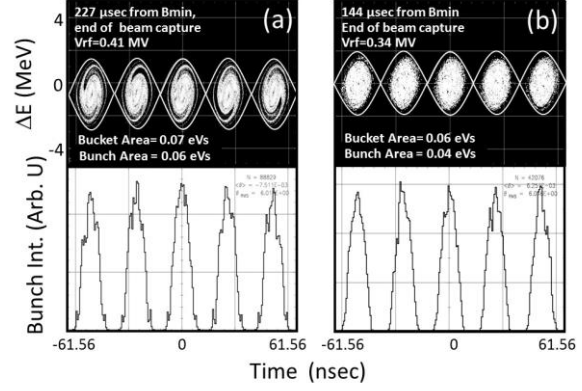 227 µsec from Bmin,
end of beam capture
Vrf=0.41 MV
(a)
144 µsec from Bmin,
End of beam capture
Vrf=0.34 MV
(b)
4
0
-4
ΔE (MeV)
Bucket Area= 0.07 eVs
Bunch Area = 0.06 eVs
Bucket Area= 0.06 eVs
Bunch Area = 0.04 eVs
Bunch Int. (Arb. U)
-61.56
0
61.56
-61.56
0
61.56
Time (nsec)